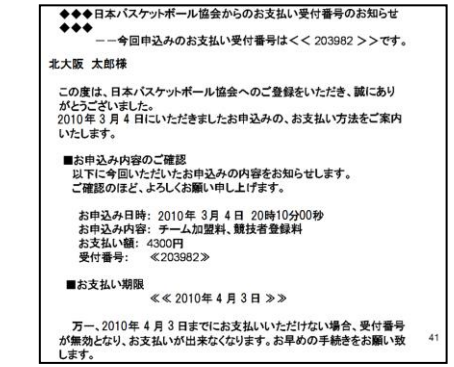 ◆◆◆日本バスケットボール協会からのお支払い受付番号のお知らせ
◆◆◆
－－今回申込みのお支払い受付番号は＜＜ 203982 ＞＞です。
北大阪 太郎様
この度は、日本バスケットボール協会へのご登録をいただき、誠にあり
がとうございました。
2010 年 3 月 4 日にいただきましたお申込みの、お支払い方法をご案内
いたします。
■お申込み内容のご確認
以下に今回いただいたお申込みの内容をお知らせします。
ご確認のほど、よろしくお願い申し上げます。
お申込み日時: 2010年 3月 4日 20時10分00秒
お申込み内容: チーム加盟料、競技者登録料
お支払い額: 4300円
受付番号: ≪203982≫
■お支払い期限
≪≪ 2010年 4 月 3 日 ≫≫
万一、2010年 4 月 3 日までにお支払いいただけない場合、受付番号
が無効となり、お支払いが出来なくなります。お早めの手続きをお願い致
します。
41